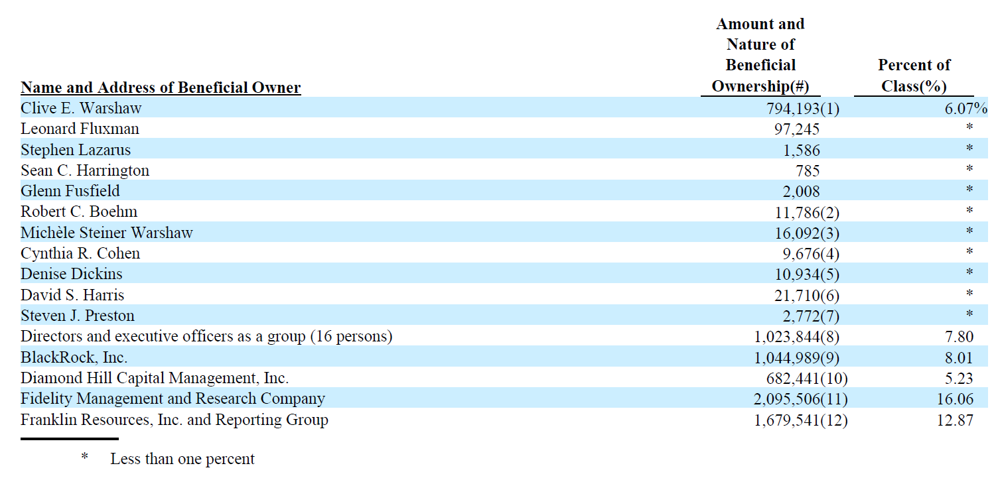 Amount and
Nature of
Beneficial Percent of
Name and Address of Beneficial Owner Ownership(#) Class(%)
Clive E. Warshaw 794,193(1) 6.07%
Leonard Fluxman 97,245 *
Stephen Lazarus 1,586 *
Sean C. Harrington 785 *
Glenn Fusfield 2,008 *
Robert C. Boehm 11,786(2) *
Michèle Steiner Warshaw 16,092(3) *
Cynthia R. Cohen 9,676(4) *
Denise Dickins 10,934(5) *
David S. Harris 21,710(6) *
Steven J. Preston 2,772(7) *
Directors and executive officers as a group (16 persons) 1,023,844(8) 7.80
BlackRock, Inc. 1,044,989(9) 8.01
Diamond Hill Capital Management, Inc. 682,441(10) 5.23
Fidelity Management and Research Company 2,095,506(11) 16.06
Franklin Resources, Inc. and Reporting Group 1,679,541(12) 12.87
* Less than one percent